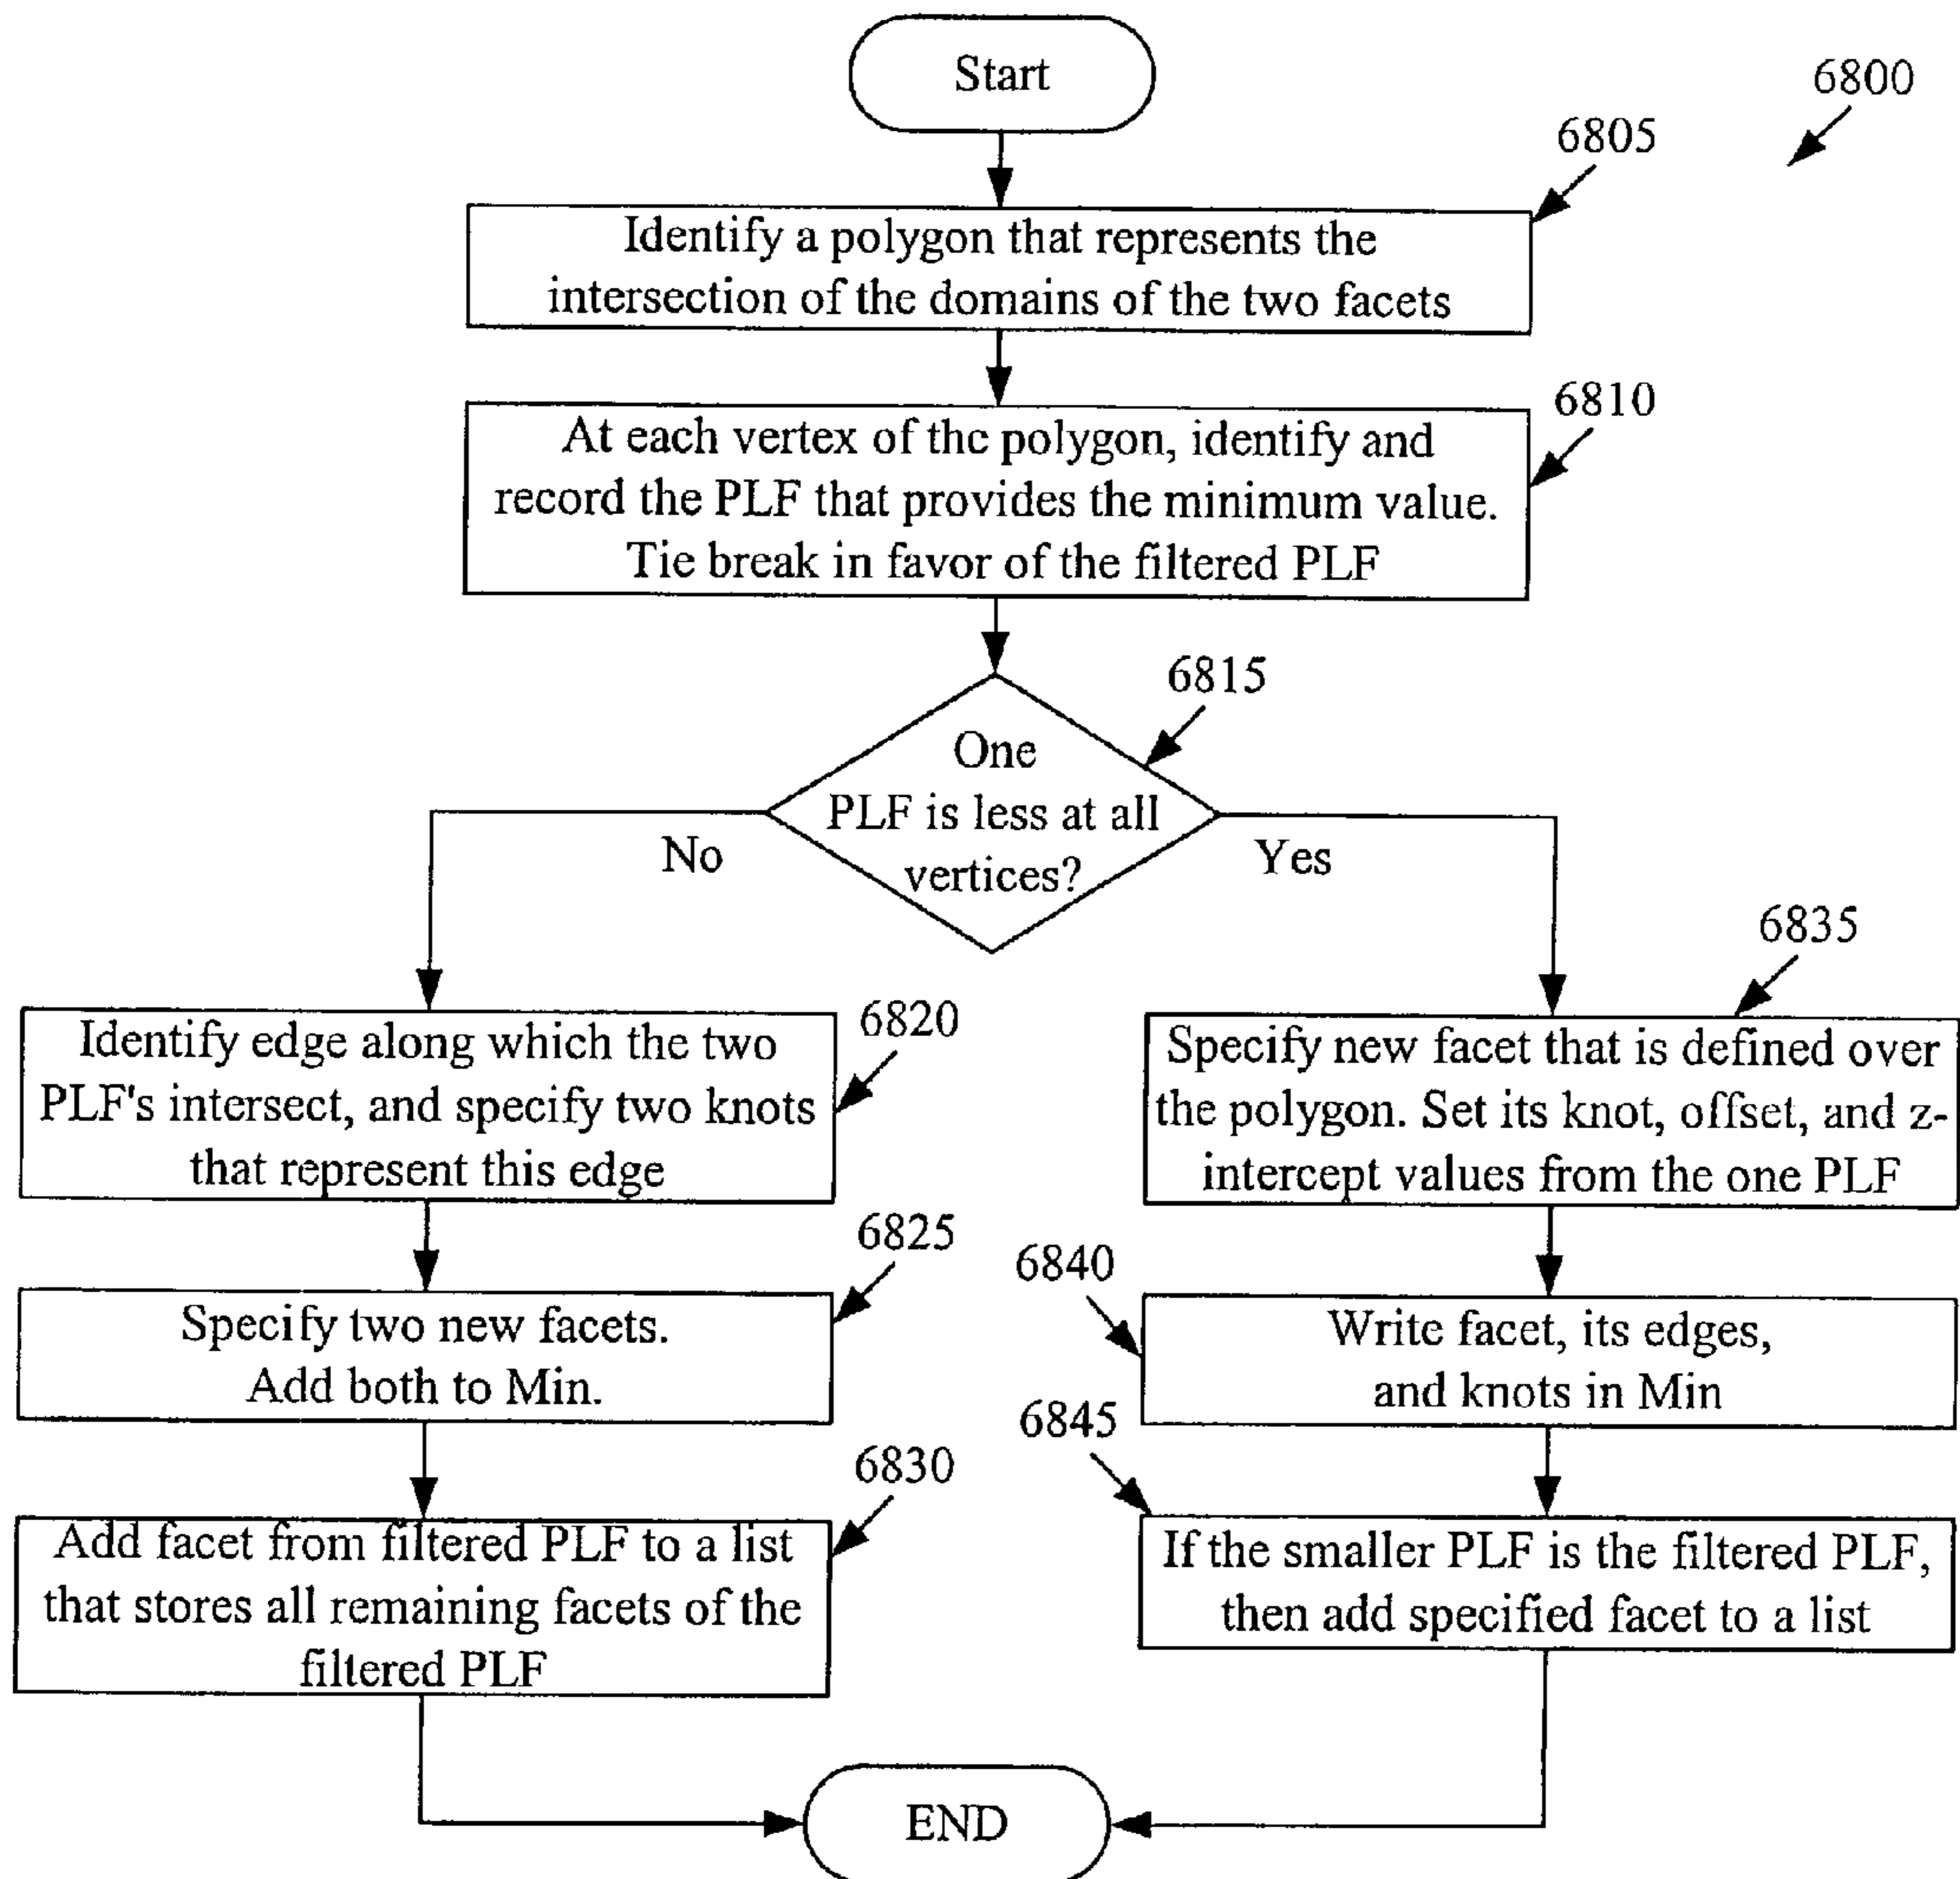 Start
6800
6805
Identify a polygon that represents the
intersection of the domains of the two facets
6810
At each vertex of the polygon, identify and
record the PLF that provides the minimum value.
Tie break in favor of the filtered PLF
6815
One
PLF is less at all
vertices?
No
Yes
6820
Identify edge along which the two
PLF's intersect, and specify two knots
that represent this edge
6825
Specify two new facets.
Add both to Min.
6830
Add facet from filtered PLF to a list
that stores all remaining facets of the
filtered PLF
6835
Specify new facet that is defined over
the polygon. Set its knot, offset, and z-
intercept values from the one PLF
6840
Write facet, its edges,
and knots in Min
6845
If the smaller PLF is the filtered PLF,
then add specified facet to a list
END